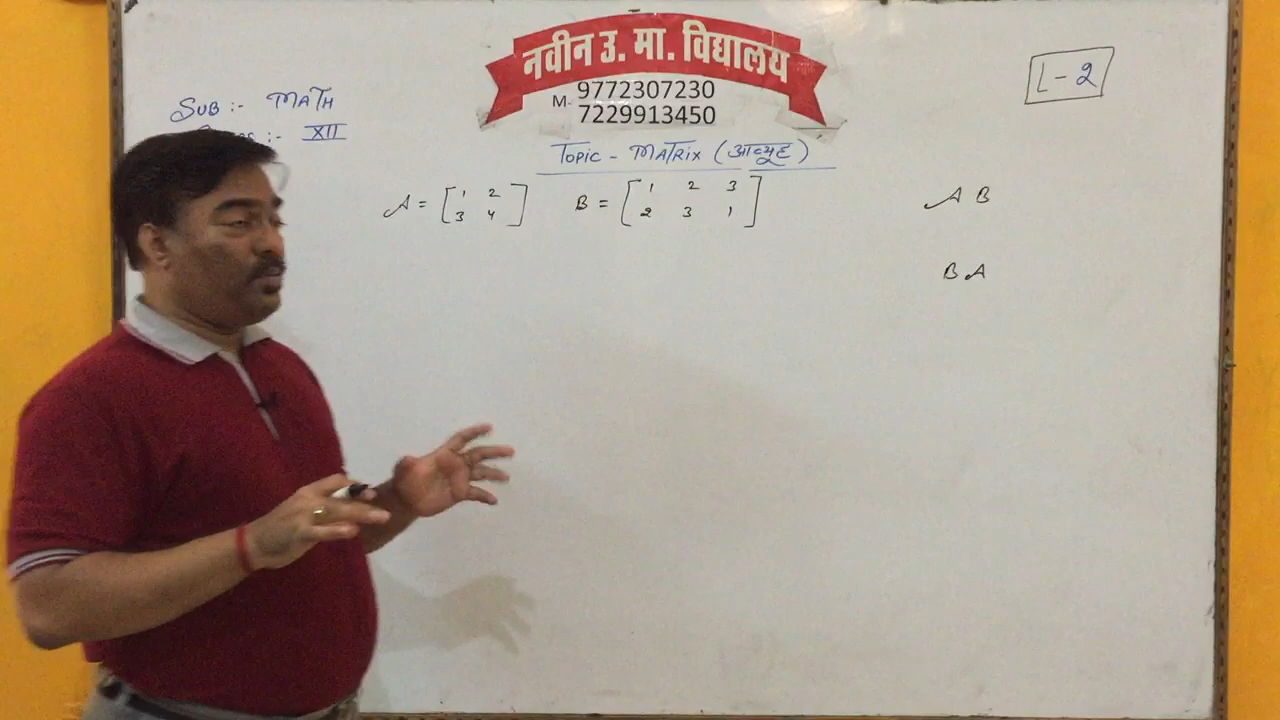 नवीन उ. मा. विद्यालय
M- 9772307230
7229913450
L-2
SUB :- MATH
:- XII
TOPIC - MATRIX (आव्यूह)
A = [1 2
3 4] B = [1 2 3
2 3 1]
A B
B A